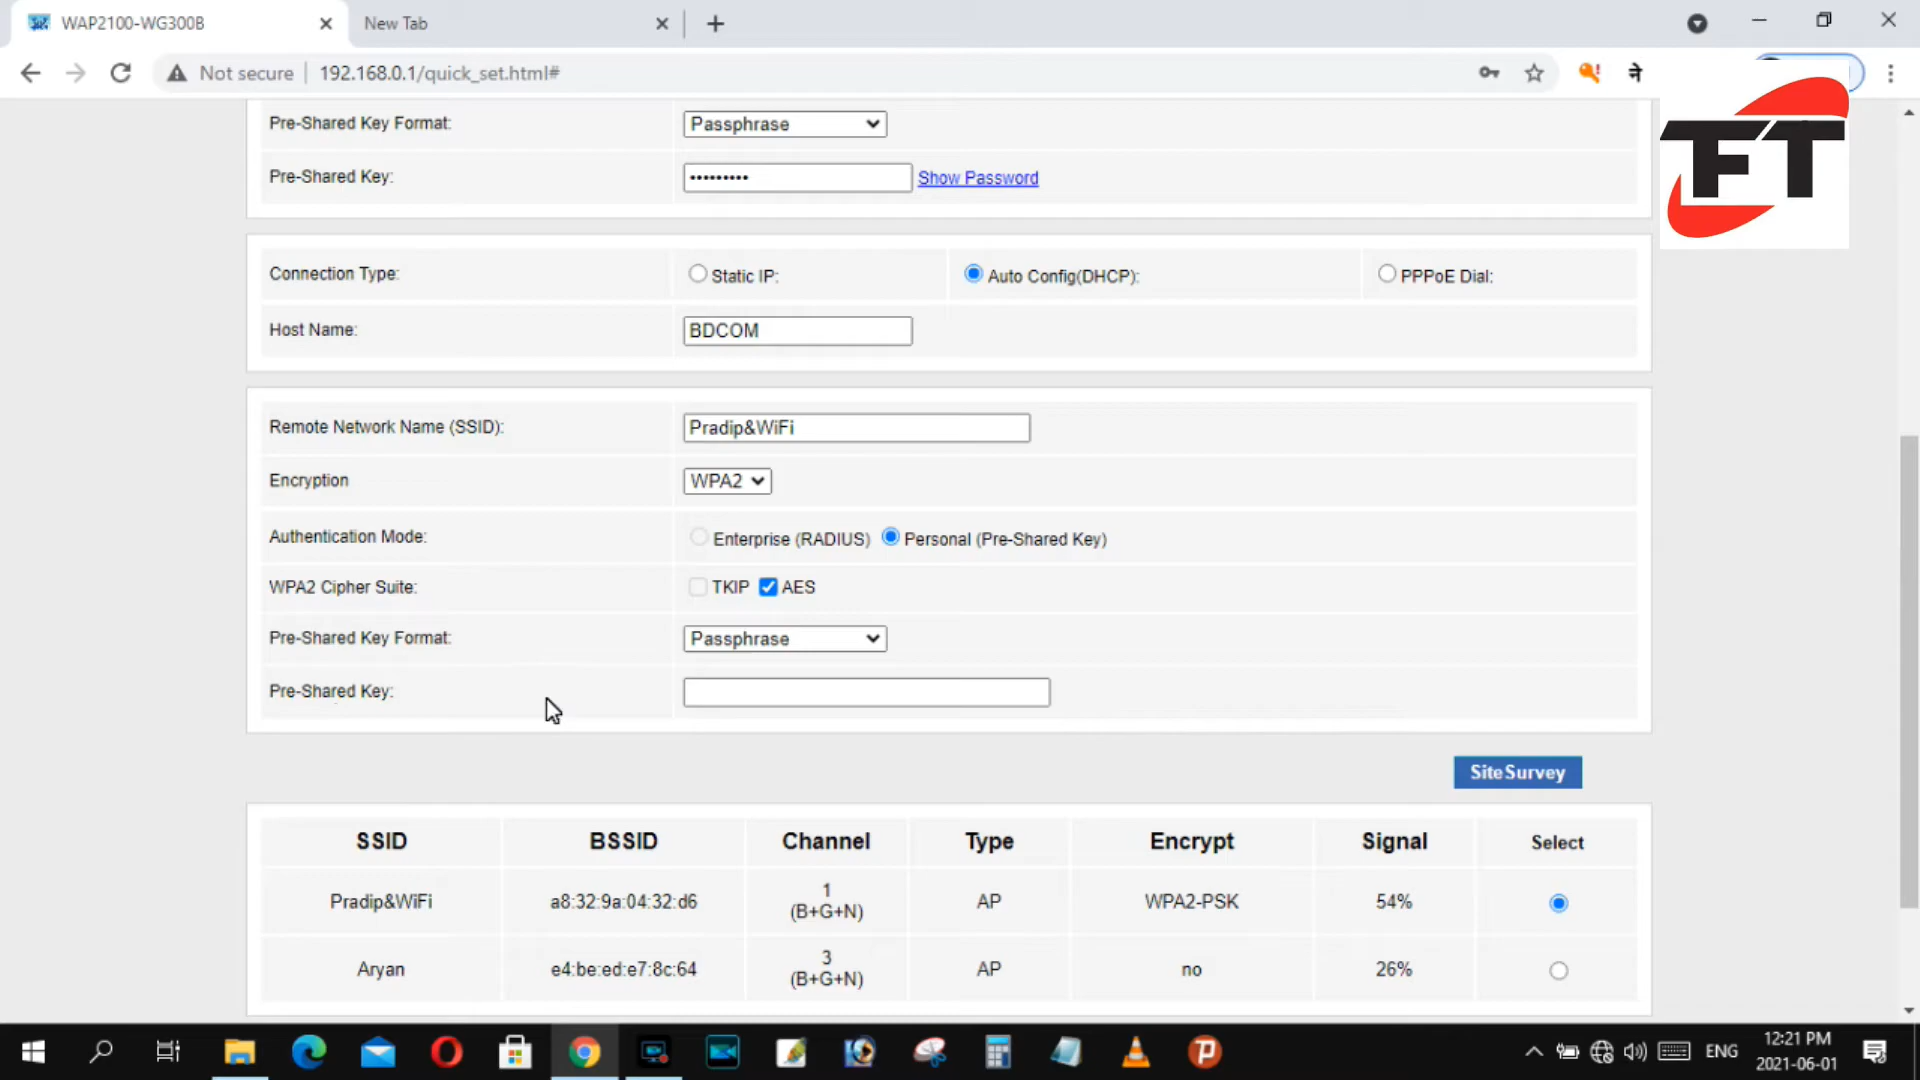 WAP2100-WG300B
New Tab
Not secure
192.168.0.1/quick_set.html#
ने
FT
Pre-Shared Key Format:
Passphrase
Pre-Shared Key:
•••••••••
Show Password
Connection Type:
Static IP:
Auto Config(DHCP):
PPPoE Dial:
Host Name:
BDCOM
Remote Network Name (SSID):
Pradip&WiFi
Encryption
WPA2
Authentication Mode:
Enterprise (RADIUS)
Personal (Pre-Shared Key)
WPA2 Cipher Suite:
TKIP
AES
Pre-Shared Key Format:
Passphrase
Pre-Shared Key:
SiteSurvey
SSID BSSID Channel Type Encrypt Signal Select
Pradip&WiFi a8:32:9a:04:32:d6 1 (B+G+N) AP WPA2-PSK 54%
Aryan e4:be:ed:e7:8c:64 3 (B+G+N) AP no 26%
ENG
12:21 PM
2021-06-01